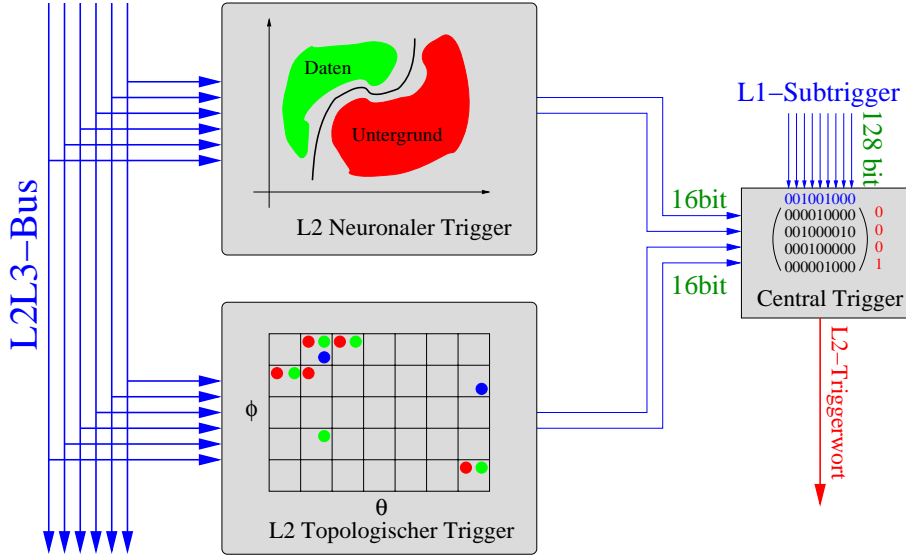 L2L3-Bus
Daten
Untergrund
L2 Neuronaler Trigger
ϕ
θ
L2 Topologischer Trigger
16bit
16bit
L1-Subtrigger
128 bit
001001000
000010000 0
001000010 0
000100000 0
000001000 1
Central Trigger
L2-Triggerwort